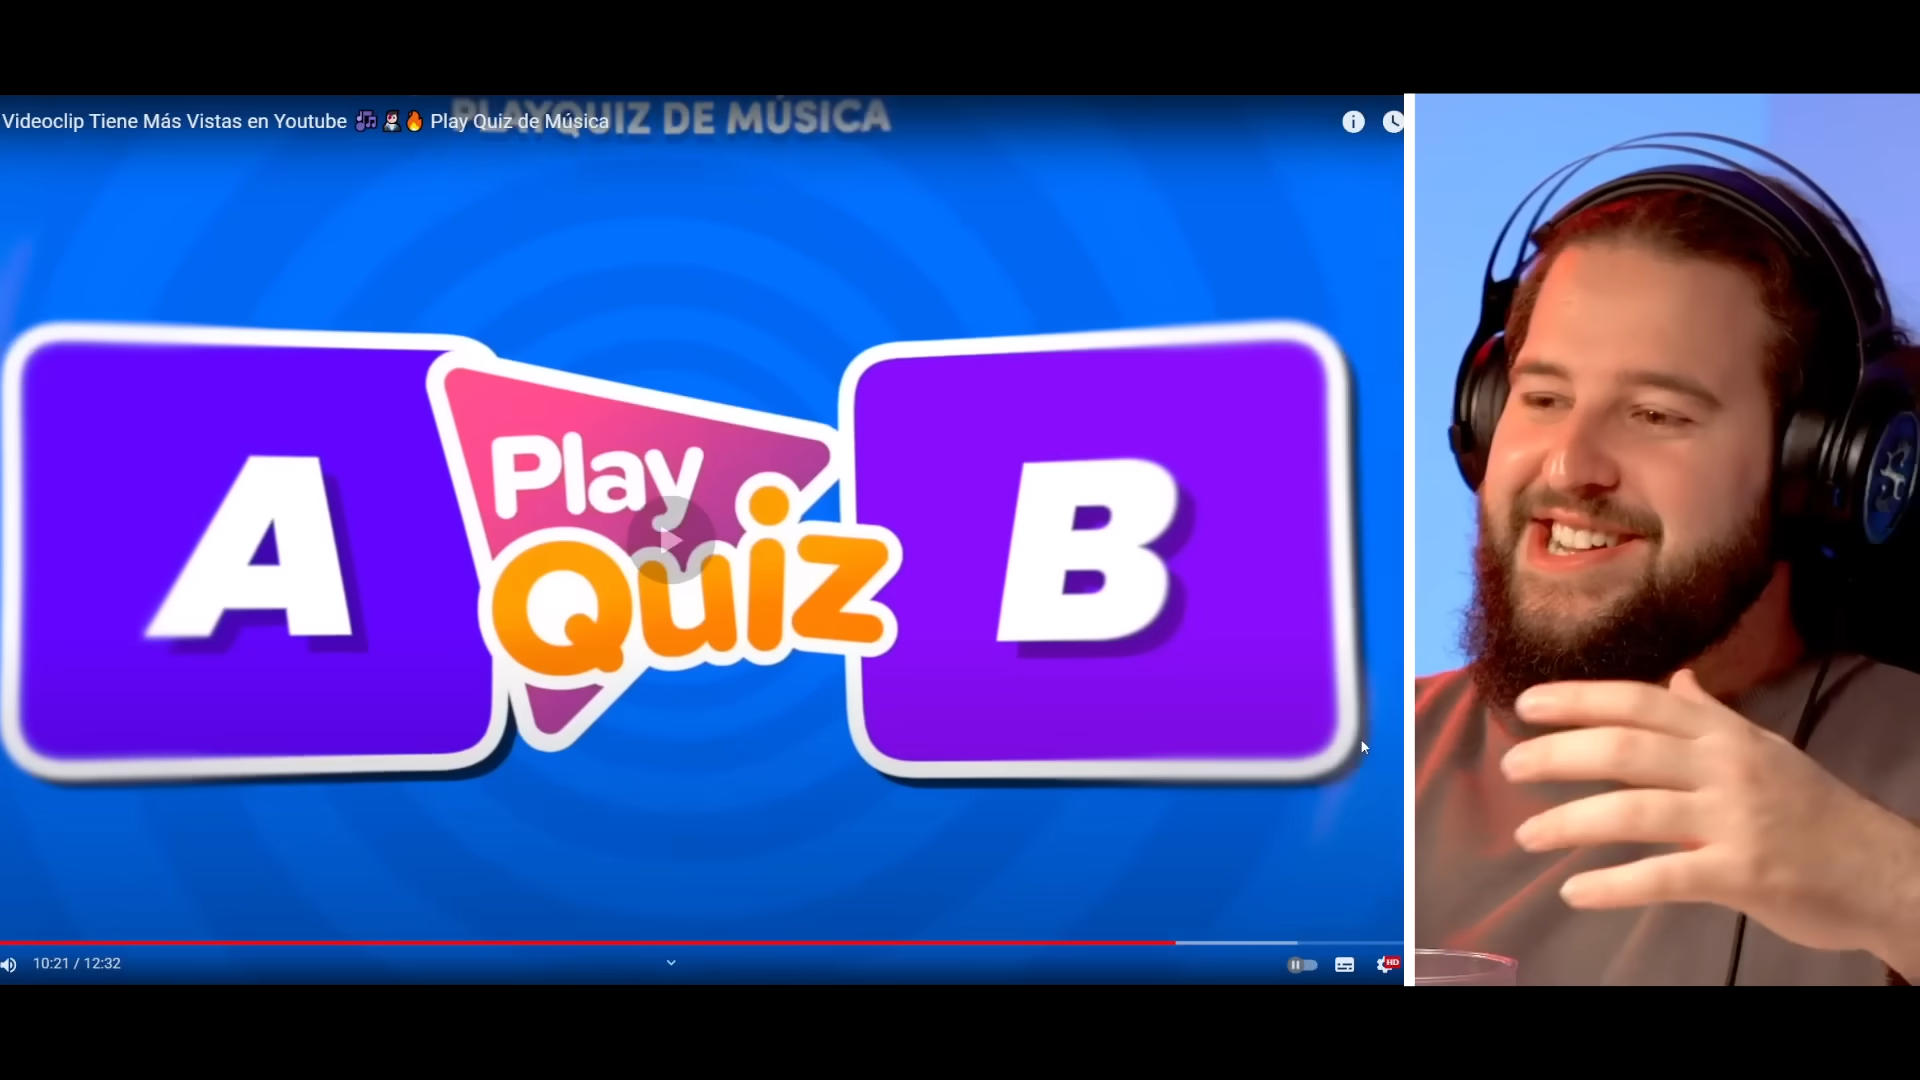 PLAYQUIZ DE MÚSICA
Videoclip Tiene Más Vistas en Youtube 🎶👩🏻‍🎤🔥 Play Quiz de Música
A
Play
Quiz
B
10:21 / 12:32
HD